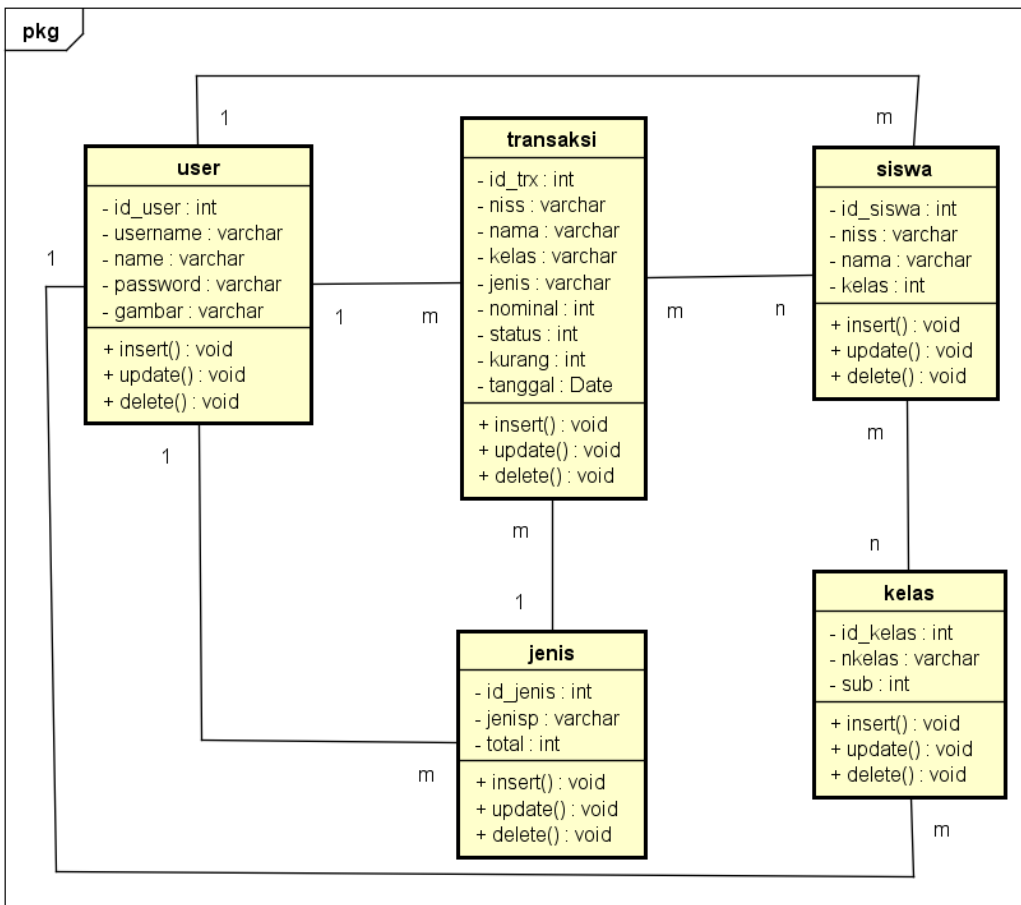 pkg
1
m
user
- id_user : int
- username : varchar
- name : varchar
- password : varchar
- gambar : varchar
+ insert() : void
+ update() : void
+ delete() : void
transaksi
- id_trx : int
- niss : varchar
- nama : varchar
- kelas : varchar
- jenis : varchar
- nominal : int
- status : int
- kurang : int
- tanggal : Date
+ insert() : void
+ update() : void
+ delete() : void
siswa
- id_siswa : int
- niss : varchar
- nama : varchar
- kelas : int
+ insert() : void
+ update() : void
+ delete() : void
1
1
m
m
n
1
m
m
n
m
1
jenis
- id_jenis : int
- jenisp : varchar
- total : int
+ insert() : void
+ update() : void
+ delete() : void
kelas
- id_kelas : int
- nkelas : varchar
- sub : int
+ insert() : void
+ update() : void
+ delete() : void
m
m